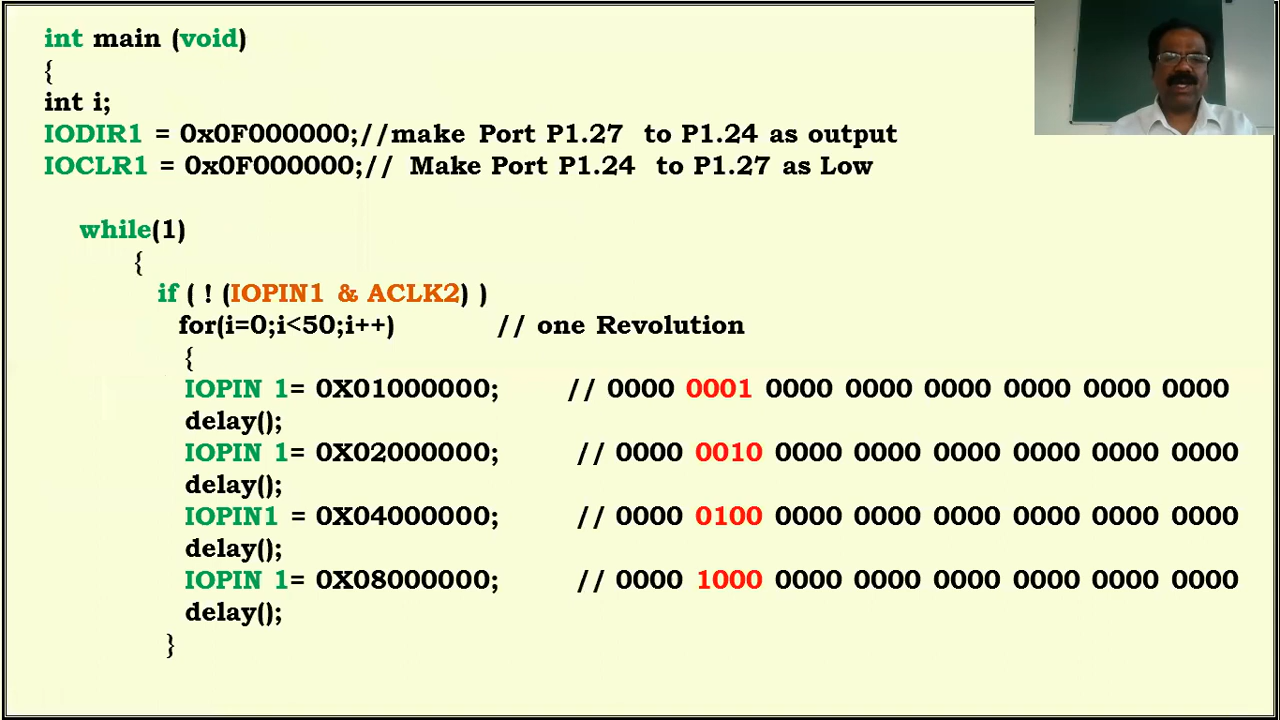 int main (void)
{
int i;
IODIR1 = 0x0F000000;//make Port P1.27 to P1.24 as output
IOCLR1 = 0x0F000000;// Make Port P1.24 to P1.27 as Low
while(1)
{
if ( ! (IOPIN1 & ACLK2) )
for(i=0;i<50;i++) // one Revolution
{
IOPIN 1= 0X01000000; // 0000 0001 0000 0000 0000 0000 0000 0000
delay();
IOPIN 1= 0X02000000; // 0000 0010 0000 0000 0000 0000 0000 0000
delay();
IOPIN1 = 0X04000000; // 0000 0100 0000 0000 0000 0000 0000 0000
delay();
IOPIN 1= 0X08000000; // 0000 1000 0000 0000 0000 0000 0000 0000
delay();
}